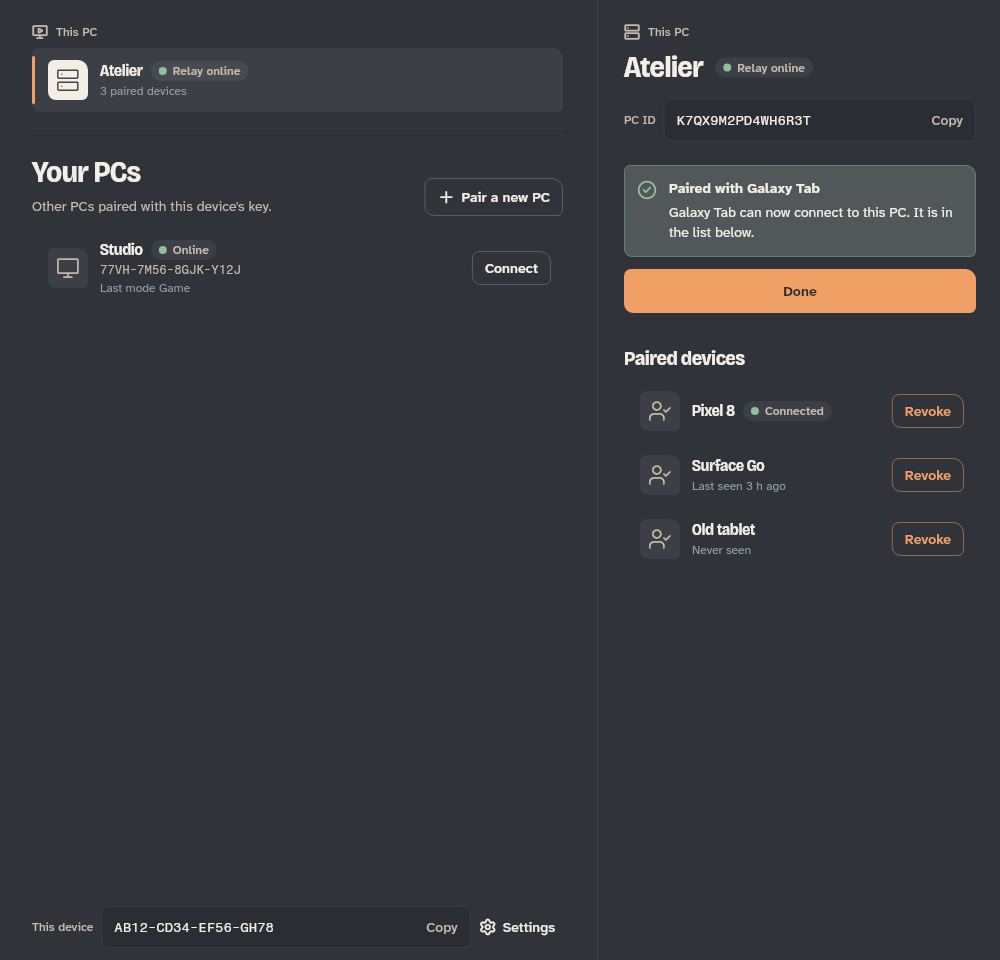 This PC
Atelier
Relay online
3 paired devices
Your PCs
Other PCs paired with this device's key.
Pair a new PC
Studio
Online
77VH-7M56-8GJK-Y12J
Last mode Game
Connect
This device
AB12-CD34-EF56-GH78
Copy
Settings
This PC
Atelier
Relay online
PC ID
K7QX9M2PD4WH6R3T
Copy
Paired with Galaxy Tab
Galaxy Tab can now connect to this PC. It is in
the list below.
Done
Paired devices
Pixel 8
Connected
Revoke
Surface Go
Last seen 3 h ago
Revoke
Old tablet
Never seen
Revoke